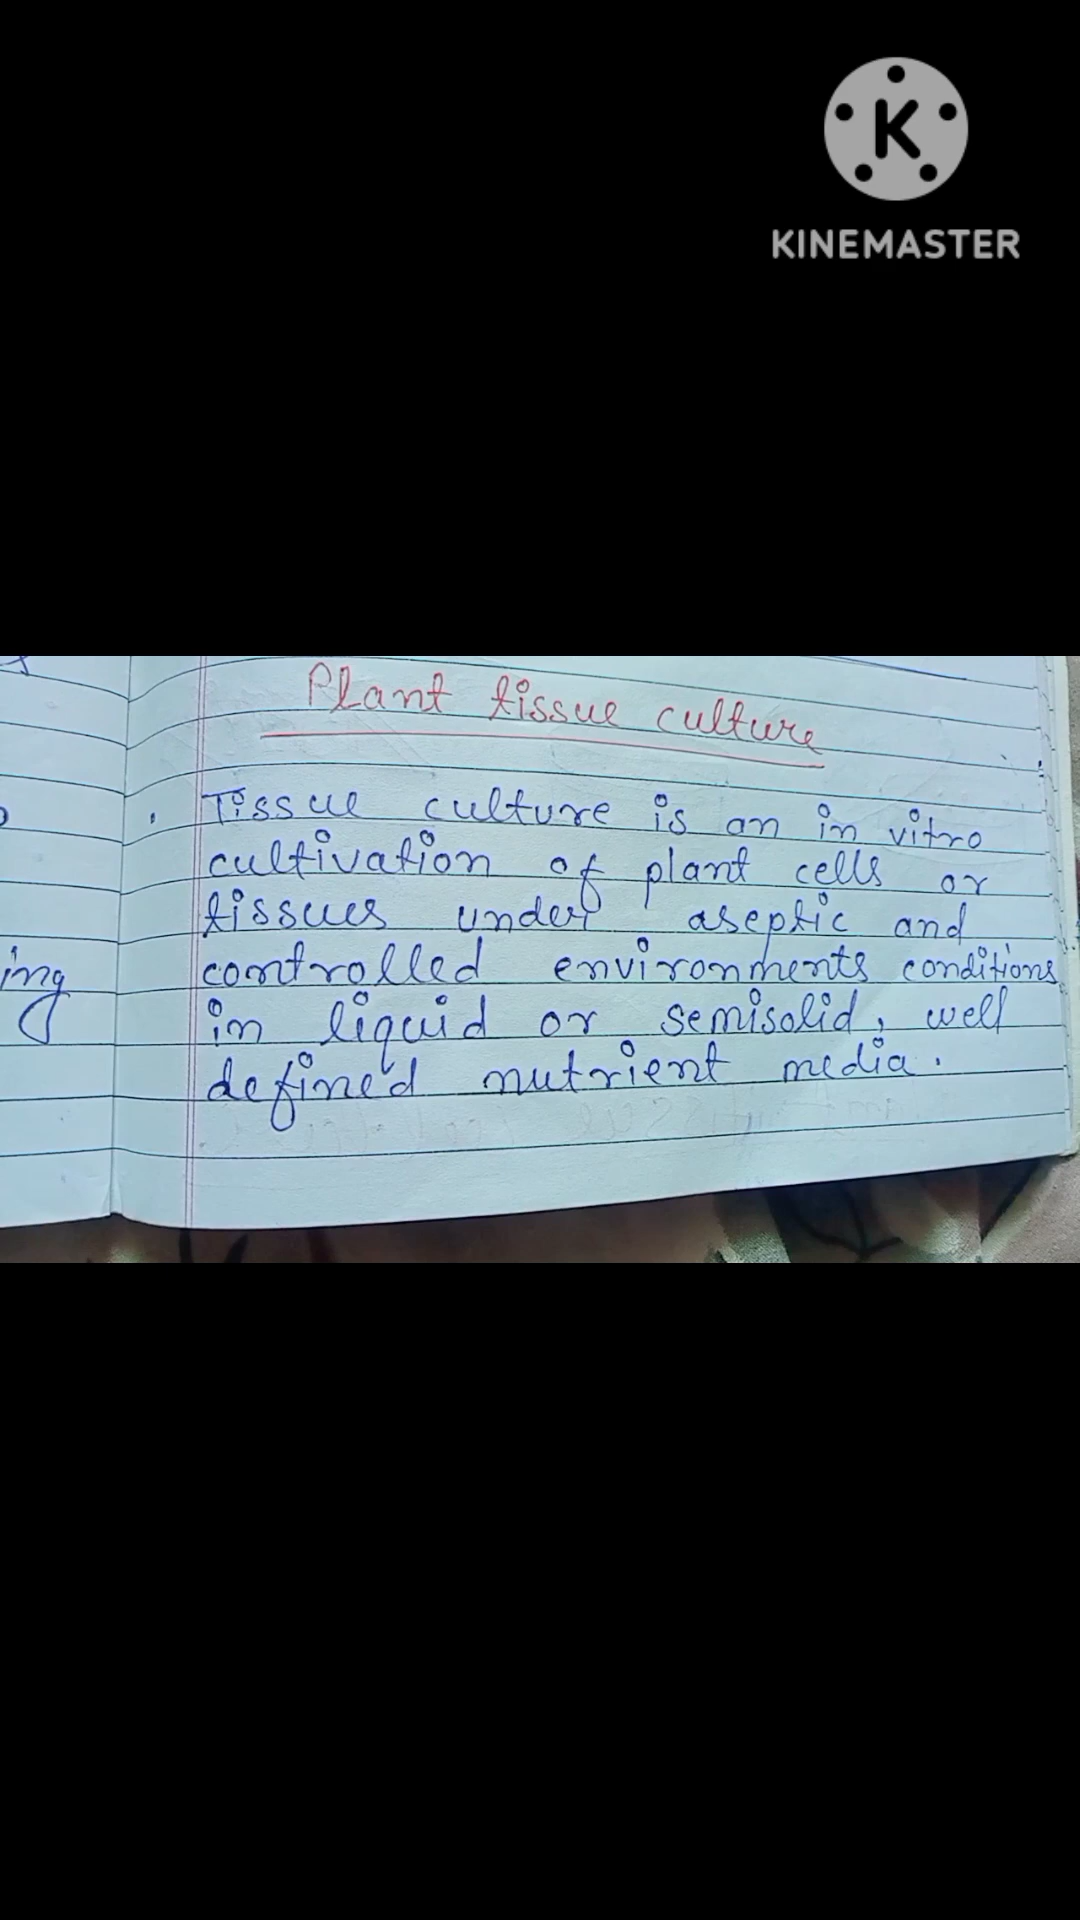 KINEMASTER
Plant tissue culture
. Tissue culture is an in vitro
cultivation of plant cells or
tissues under aseptic and
controlled environments conditions
in liquid or semisolid, well
defined nutrient media.
ing